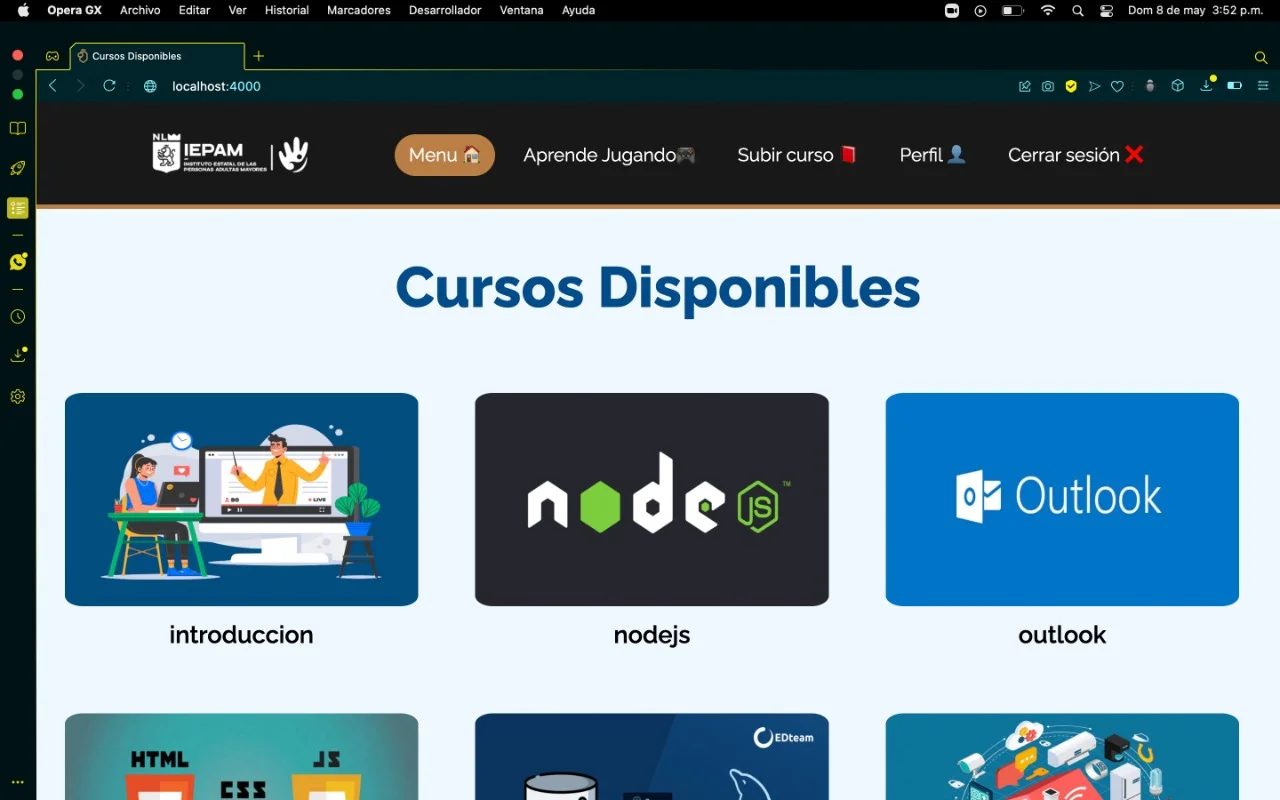 Opera GX Archivo Editar Ver Historial Marcadores Desarrollador Ventana Ayuda Dom 8 de may 3:52 p.m.
Cursos Disponibles
localhost:4000
NL
IEPAM
INSTITUTO ESTATAL DE LAS
PERSONAS ADULTAS MAYORES
Menu Aprende Jugando Subir curso Perfil Cerrar sesión
Cursos Disponibles
LIVE
node JS ™
Outlook
introduccion nodejs outlook
HTML CSS JS
EDteam